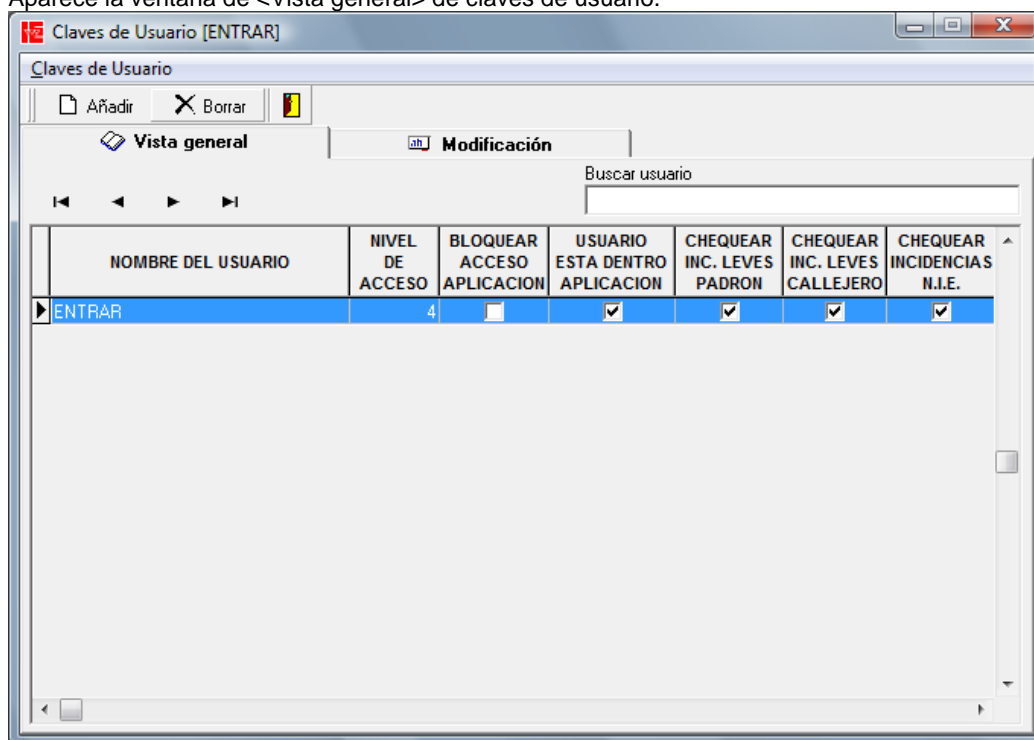 Aparece la ventana de <Vista general> de claves de usuario.
Claves de Usuario [ENTRAR]
Claves de Usuario
Añadir Borrar
Vista general Modificación
Buscar usuario
NOMBRE DEL USUARIO NIVEL DE ACCESO BLOQUEAR ACCESO APLICACION USUARIO ESTA DENTRO APLICACION CHEQUEAR INC. LEVES PADRON CHEQUEAR INC. LEVES CALLEJERO CHEQUEAR INCIDENCIAS N.I.E.
ENTRAR 4